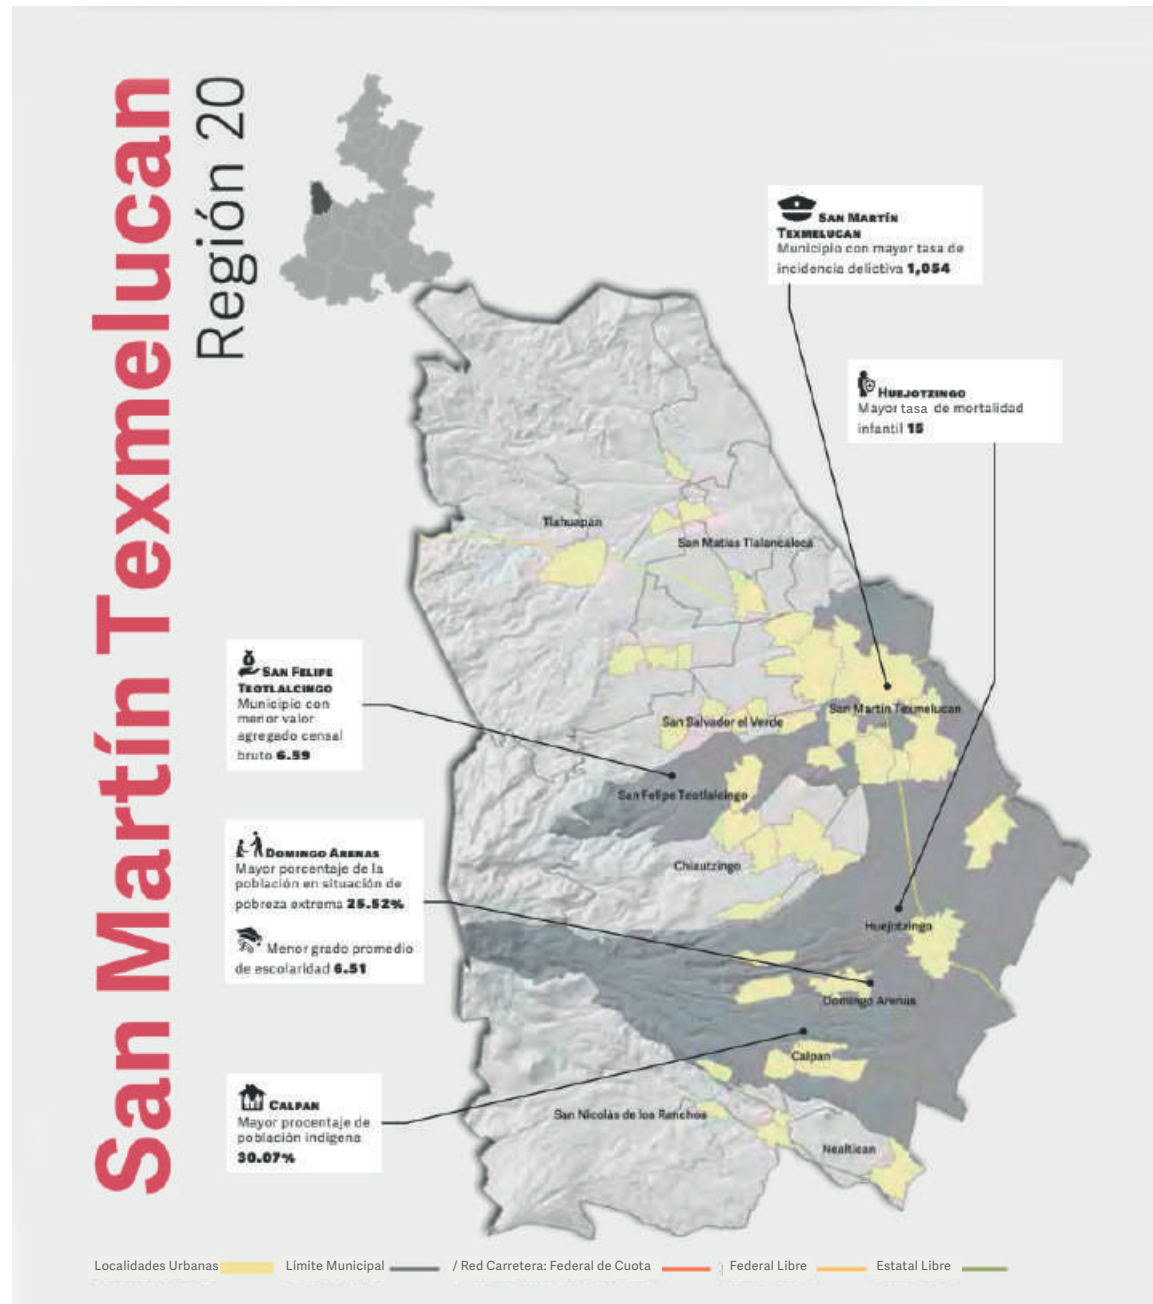 San Martín Texmelucan
Región 20
SAN MARTÍN
TEXMELUCAN
Municipio con mayor tasa de
incidencia delictiva 1,054
HUEJOTZINGO
Mayor tasa de mortalidad
infantil 15
Tlahuapan
San Matías Tlalancaleca
SAN FELIPE
TEOTLALCINGO
Municipio con
menor valor
agregado censal
bruto 6.59
San Salvador el Verde
San Martín Texmelucan
San Felipe Teotlalcingo
DOMINGO ARENAS
Mayor porcentaje de la
población en situación de
pobreza extrema 25.52%
Menor grado promedio
de escolaridad 6.51
Chiautzingo
Huejotzingo
Domingo Arenas
Calpan
CALPAN
Mayor procentaje de
población indígena
30.07%
San Nicolás de los Ranchos
Nealtican
Localidades Urbanas
Límite Municipal
/ Red Carretera: Federal de Cuota
Federal Libre
Estatal Libre